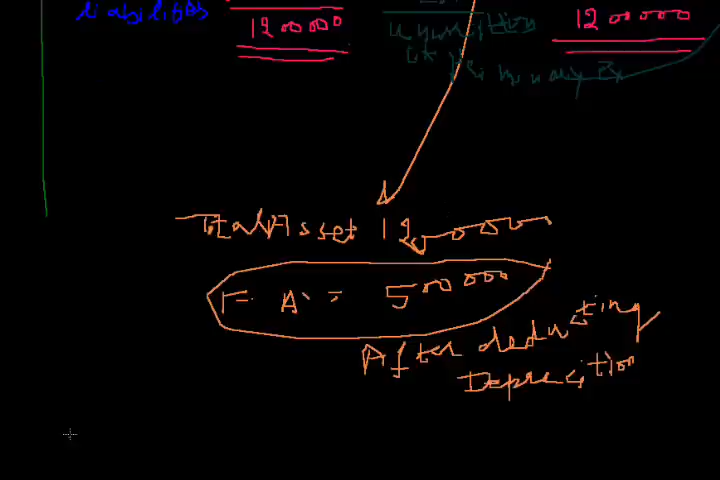 liabilities 1200000 1200000
Total Asset 1200000
F. A. = 500000
After deducting
Depreciation